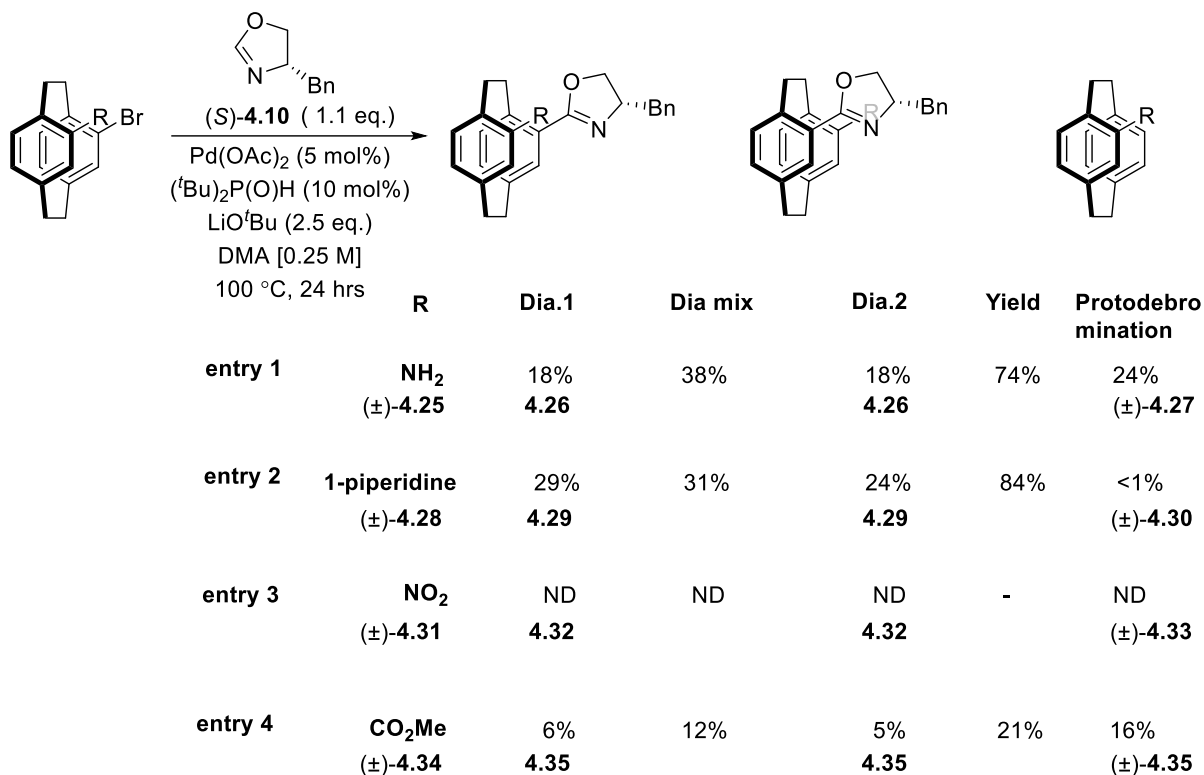 O
N
Bn
R
Br
(S)-4.10 ( 1.1 eq.)
Pd(OAc)2 (5 mol%)
(tBu)2P(O)H (10 mol%)
LiOtBu (2.5 eq.)
DMA [0.25 M]
100 °C, 24 hrs
R
O
N
Bn
O
R
N
Bn
R
R Dia.1 Dia mix Dia.2 Yield Protodebro
mination
entry 1 NH2 18% 38% 18% 74% 24%
(±)-4.25 4.26 4.26 (±)-4.27
entry 2 1-piperidine 29% 31% 24% 84% <1%
(±)-4.28 4.29 4.29 (±)-4.30
entry 3 NO2 ND ND ND - ND
(±)-4.31 4.32 4.32 (±)-4.33
entry 4 CO2Me 6% 12% 5% 21% 16%
(±)-4.34 4.35 4.35 (±)-4.35